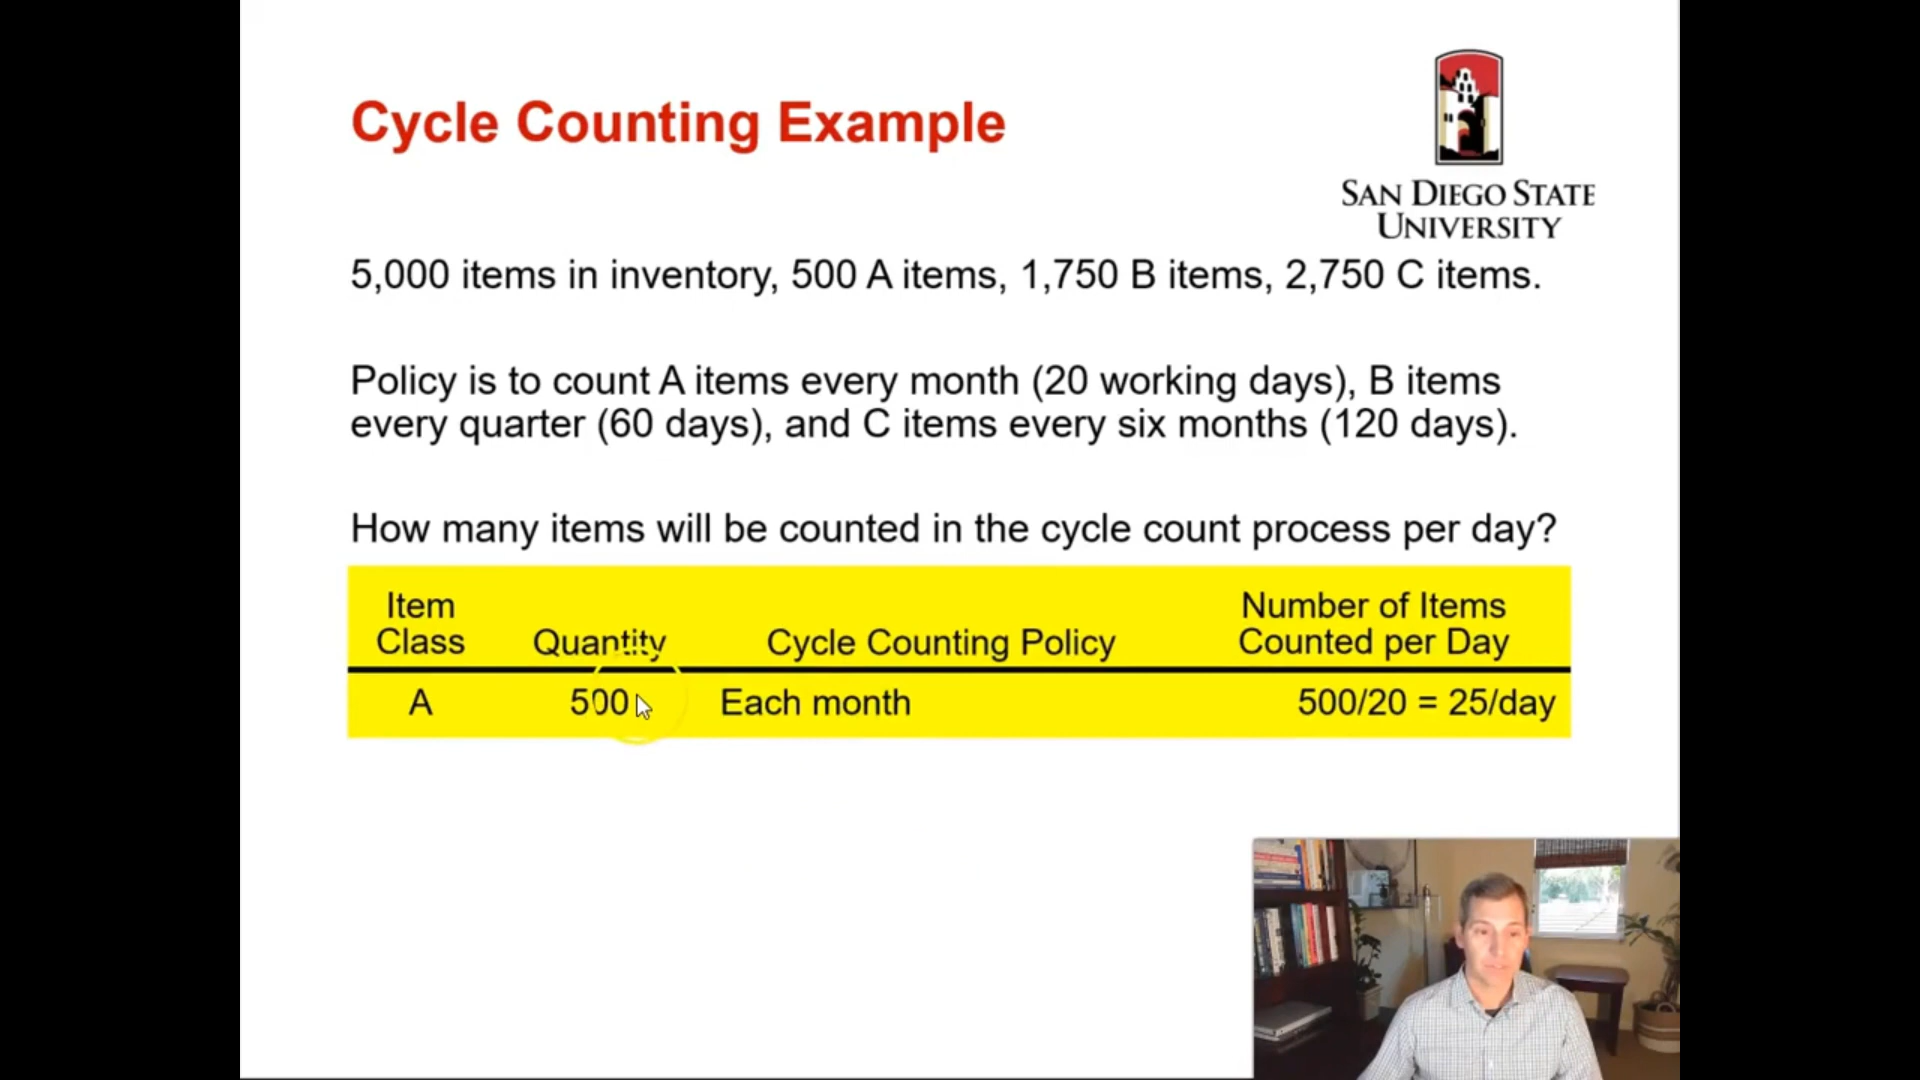 Cycle Counting Example
SAN DIEGO STATE
UNIVERSITY
5,000 items in inventory, 500 A items, 1,750 B items, 2,750 C items.
Policy is to count A items every month (20 working days), B items
every quarter (60 days), and C items every six months (120 days).
How many items will be counted in the cycle count process per day?
Item Class Quantity Cycle Counting Policy Number of Items Counted per Day
A 500 Each month 500/20 = 25/day